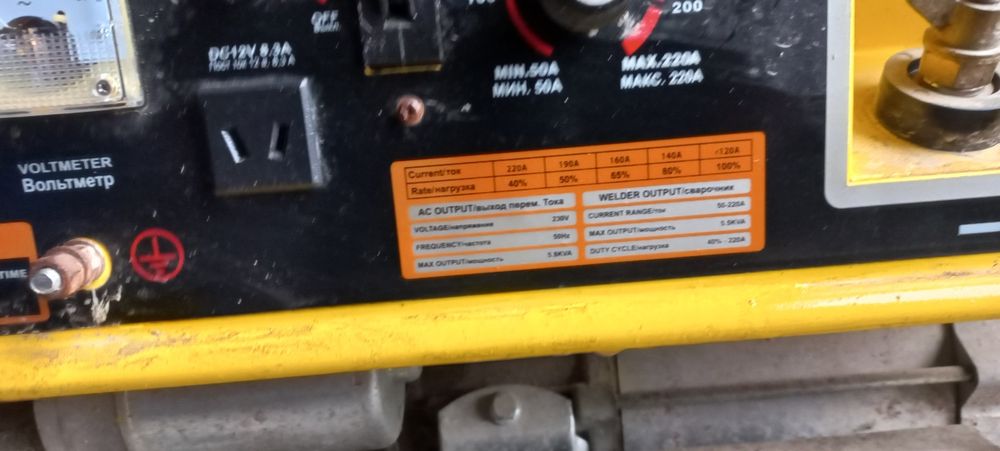 200
OFF
DC12V 8.3A
MIN.50A
МИН. 50A
MAX.220A
МАКС. 220A
VOLTMETER
Вольтметр
TIME
Current/ток 220A 190A 160A 140A <120A
Rate/нагрузка 40% 50% 65% 80% 100%
AC OUTPUT/выход перем. Тока
VOLTAGE/напряжение 230V
FREQUENCY/частота 50Hz
MAX OUTPUT/мощность 5.8KVA
WELDER OUTPUT/сварочник
CURRENT RANGE/ток 50-220A
MAX OUTPUT/мощность 5.5KVA
DUTY CYCLE/нагрузка 40% - 220A